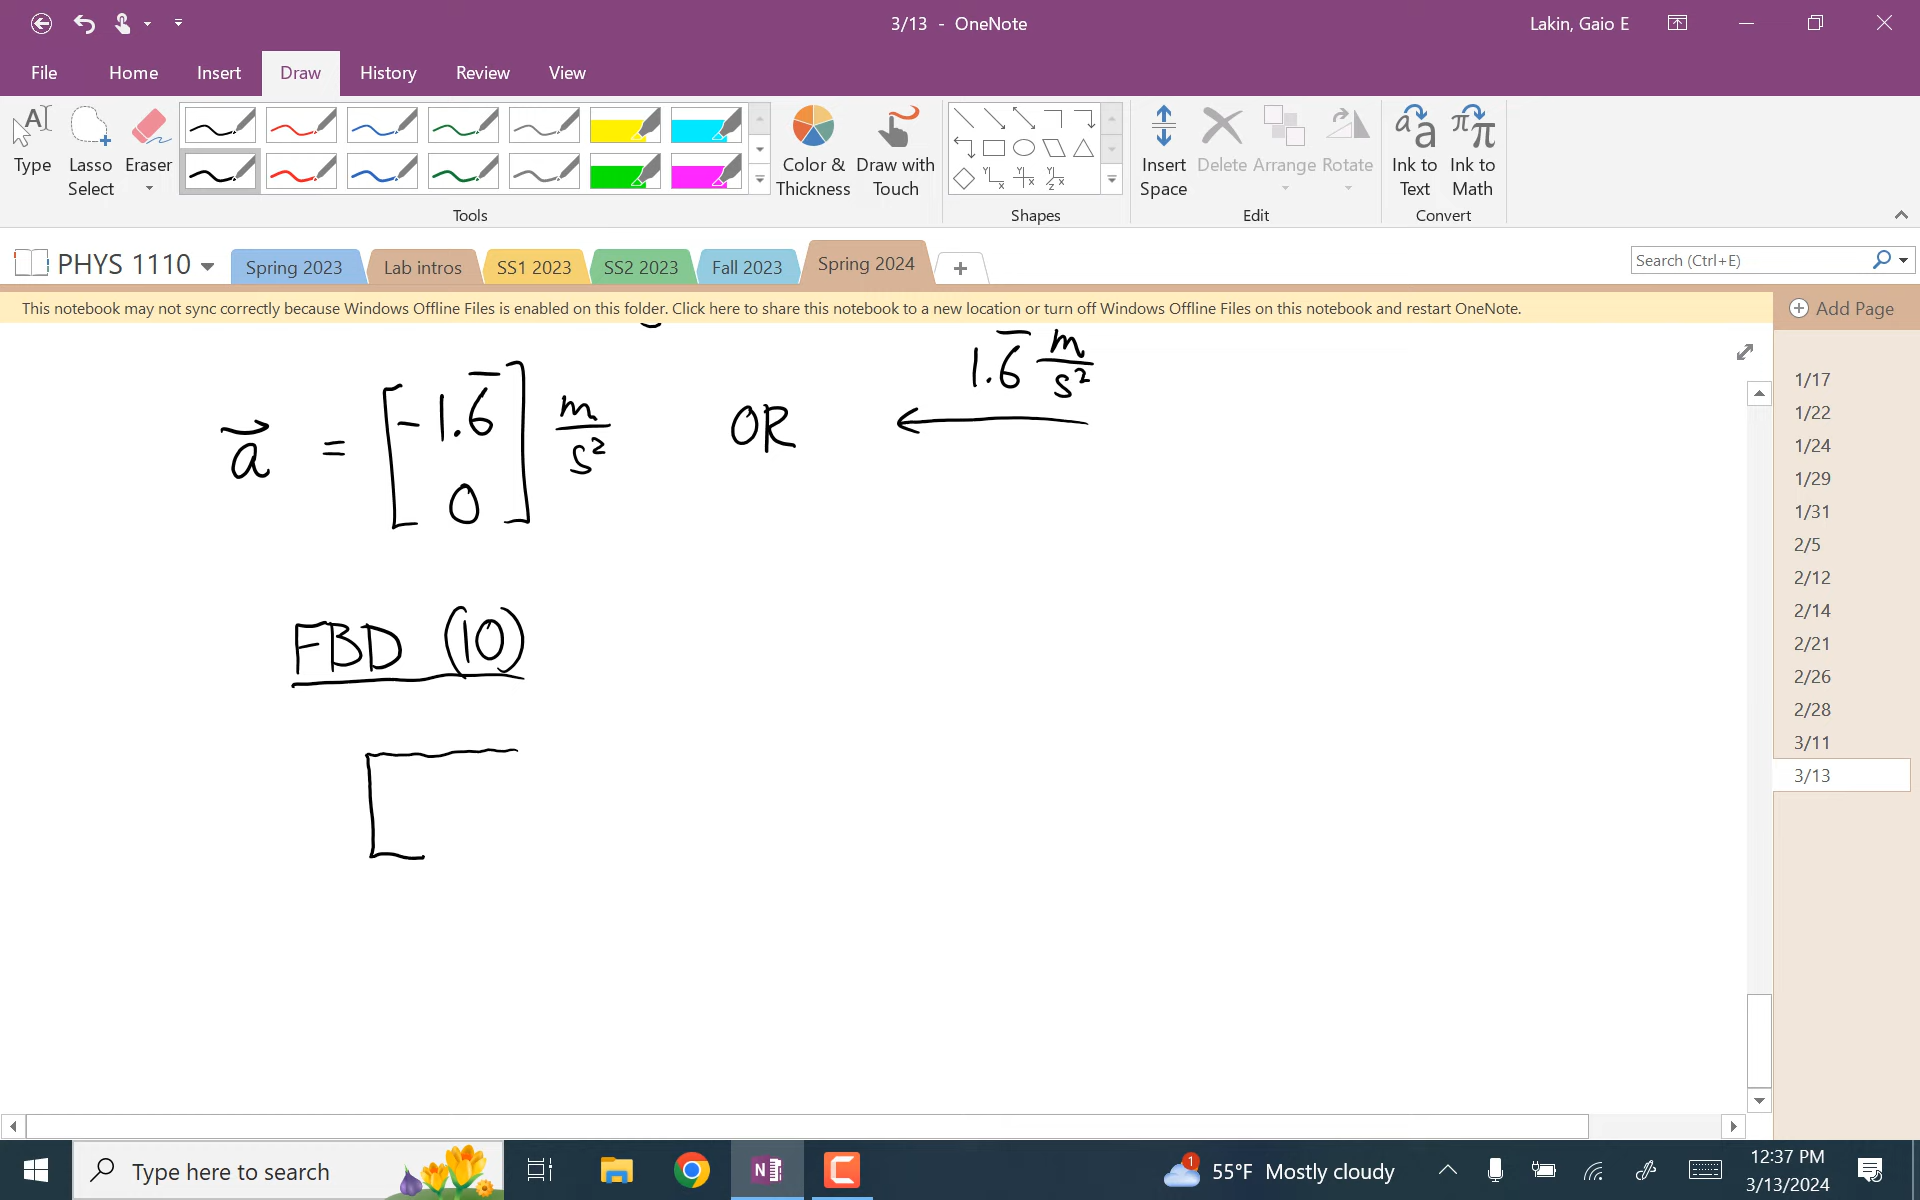 3/13 - OneNote
Lakin, Gaio E
File Home Insert Draw History Review View
Type
Lasso Select
Eraser
Color & Thickness
Draw with Touch
Insert Space
Delete
Arrange
Rotate
Ink to Text
Ink to Math
Tools
Shapes
Edit
Convert
PHYS 1110
Spring 2023
Lab intros
SS1 2023
SS2 2023
Fall 2023
Spring 2024
Search (Ctrl+E)
This notebook may not sync correctly because Windows Offline Files is enabled on this folder. Click here to share this notebook to a new location or turn off Windows Offline Files on this notebook and restart OneNote.
Add Page
1/17
1/22
1/24
1/29
1/31
2/5
2/12
2/14
2/21
2/26
2/28
3/11
3/13
1.6̅ m/s²
a⃗ = [-1.6̅ 0] m/s² OR ←
FBD (10)
Type here to search
1
55°F Mostly cloudy
12:37 PM
3/13/2024